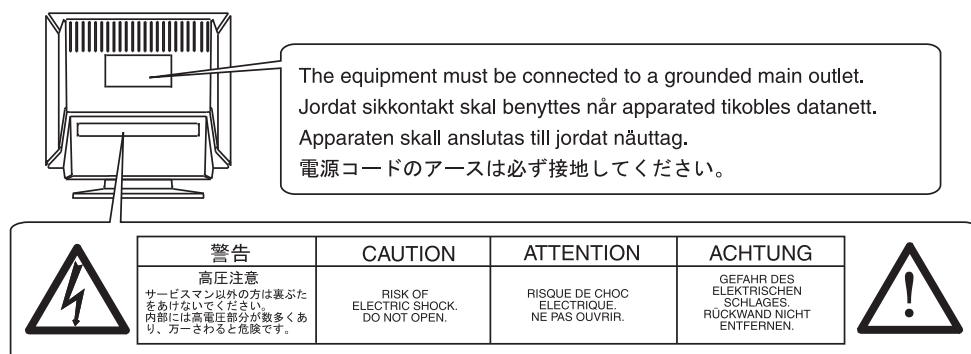 The equipment must be connected to a grounded main outlet.
Jordat sikkontakt skal benyttes når apparated tikobles datanett.
Apparaten skall anslutas till jordat näuttag.
電源コードのアースは必ず接地してください。
警告
高圧注意
サービスマン以外の方は裏ぶた
をあけないでください。
内部には高電圧部分が数多くあ
り、万一さわると危険です。
CAUTION
RISK OF
ELECTRIC SHOCK.
DO NOT OPEN.
ATTENTION
RISQUE DE CHOC
ELECTRIQUE.
NE PAS OUVRIR.
ACHTUNG
GEFAHR DES
ELEKTRISCHEN
SCHLAGES.
RÜCKWAND NICHT
ENTFERNEN.